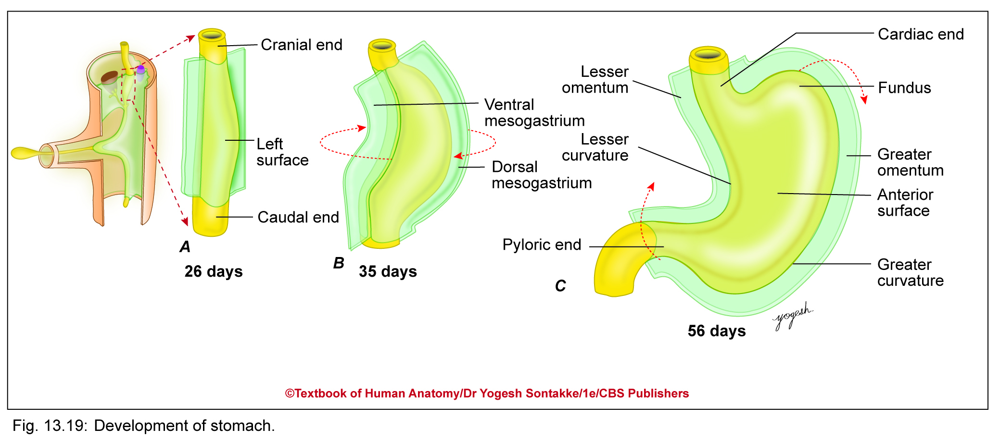 Cranial end
Left
surface
Caudal end
A
26 days
Ventral
mesogastrium
Dorsal
mesogastrium
B
35 days
Cardiac end
Lesser
omentum
Fundus
Lesser
curvature
Greater
omentum
Anterior
surface
Pyloric end
Greater
curvature
C
56 days
yogesh
©Textbook of Human Anatomy/Dr Yogesh Sontakke/1e/CBS Publishers
Fig. 13.19: Development of stomach.